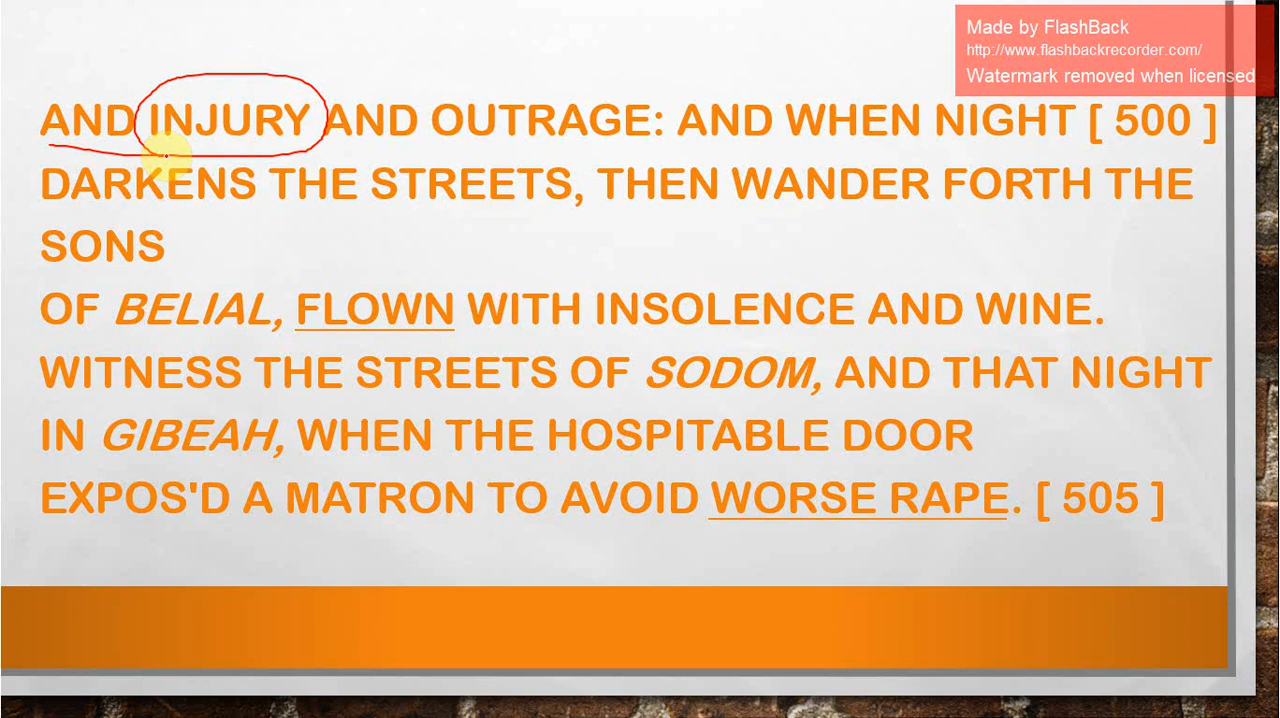 Made by FlashBack
http://www.flashbackrecorder.com/
Watermark removed when licensed
AND INJURY AND OUTRAGE: AND WHEN NIGHT [ 500 ]
DARKENS THE STREETS, THEN WANDER FORTH THE
SONS
OF BELIAL, FLOWN WITH INSOLENCE AND WINE.
WITNESS THE STREETS OF SODOM, AND THAT NIGHT
IN GIBEAH, WHEN THE HOSPITABLE DOOR
EXPOS'D A MATRON TO AVOID WORSE RAPE. [ 505 ]